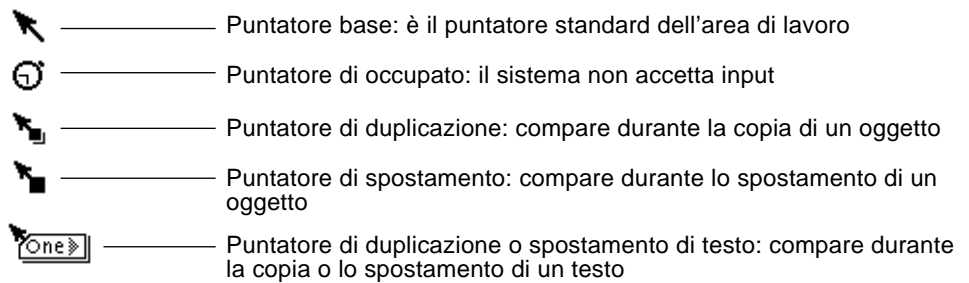 Puntatore base: è il puntatore standard dell'area di lavoro
Puntatore di occupato: il sistema non accetta input
Puntatore di duplicazione: compare durante la copia di un oggetto
Puntatore di spostamento: compare durante lo spostamento di un
oggetto
One
Puntatore di duplicazione o spostamento di testo: compare durante
la copia o lo spostamento di un testo